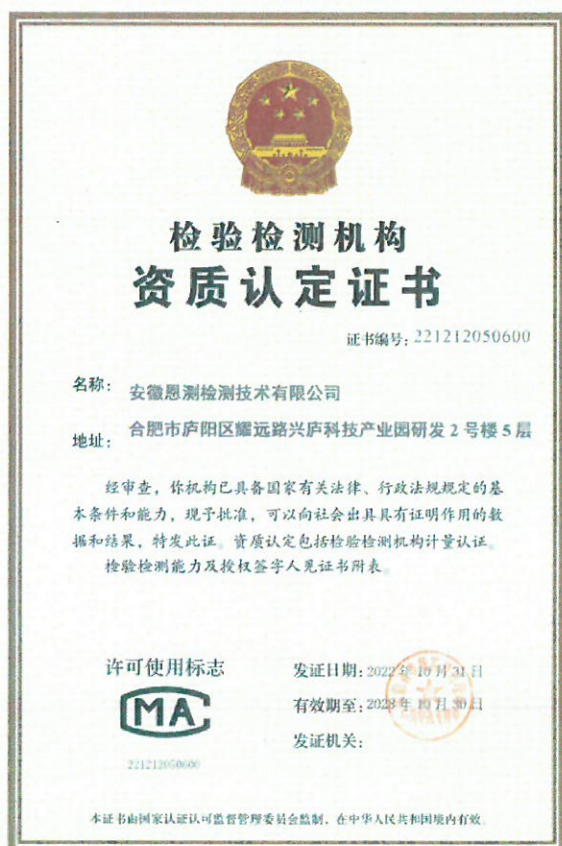 检验检测机构
资质认定证书
证书编号：221212050600
名称： 安徽恩测检测技术有限公司
地址： 合肥市庐阳区耀远路兴庐科技产业园研发2号楼5层
经审查，你机构已具备国家有关法律、行政法规规定的基
本条件和能力，现予批准，可以向社会出具具有证明作用的数
据和结果，特发此证。资质认定包括检验检测机构计量认证。
检验检测能力及授权签字人见证书附表。
许可使用标志
MA
221212050600
发证日期：2022年10月31日
有效期至：2028年10月30日
发证机关：
本证书由国家认证认可监督管理委员会监制，在中华人民共和国境内有效。